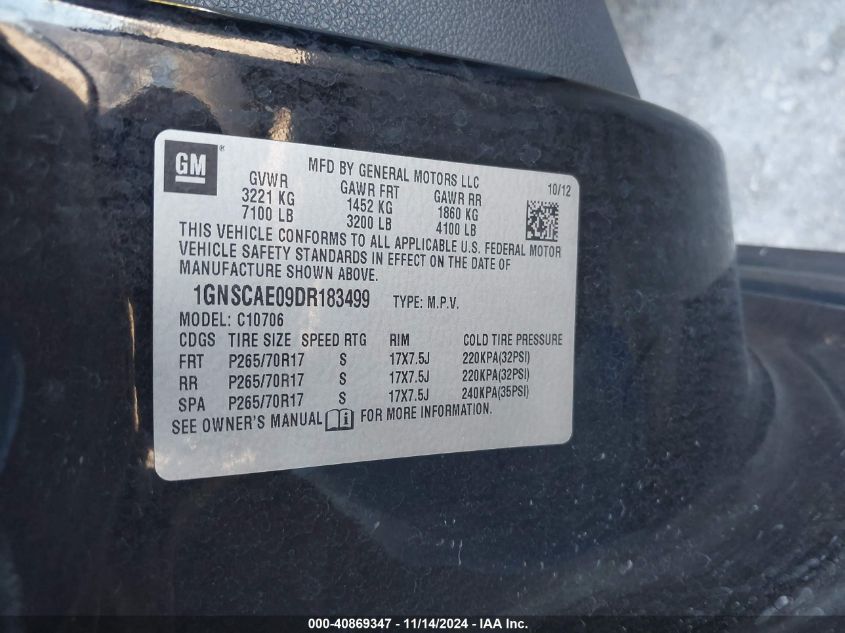 GM ®
MFD BY GENERAL MOTORS LLC
10/12
GVWR GAWR FRT GAWR RR
3221 KG 1452 KG 1860 KG
7100 LB 3200 LB 4100 LB
THIS VEHICLE CONFORMS TO ALL APPLICABLE U.S. FEDERAL MOTOR
VEHICLE SAFETY STANDARDS IN EFFECT ON THE DATE OF
MANUFACTURE SHOWN ABOVE.
1GNSCAE09DR183499 TYPE: M.P.V.
MODEL: C10706
CDGS TIRE SIZE SPEED RTG RIM COLD TIRE PRESSURE
FRT P265/70R17 S 17X7.5J 220KPA(32PSI)
RR P265/70R17 S 17X7.5J 220KPA(32PSI)
SPA P265/70R17 S 17X7.5J 240KPA(35PSI)
SEE OWNER'S MANUAL FOR MORE INFORMATION.
000-40869347 - 11/14/2024 - IAA Inc.